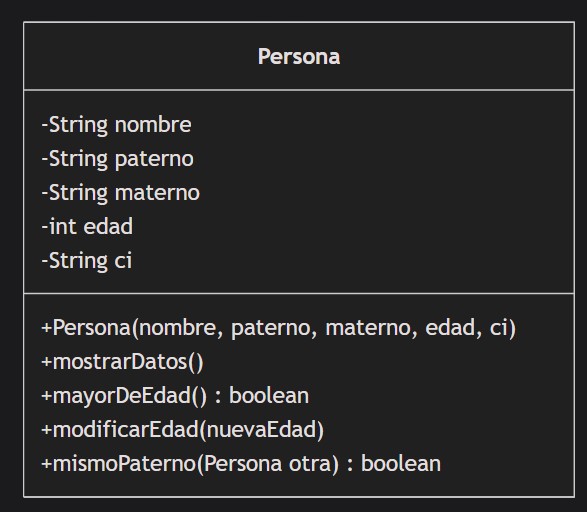 Persona
-String nombre
-String paterno
-String materno
-int edad
-String ci
+Persona(nombre, paterno, materno, edad, ci)
+mostrarDatos()
+mayorDeEdad() : boolean
+modificarEdad(nuevaEdad)
+mismoPaterno(Persona otra) : boolean